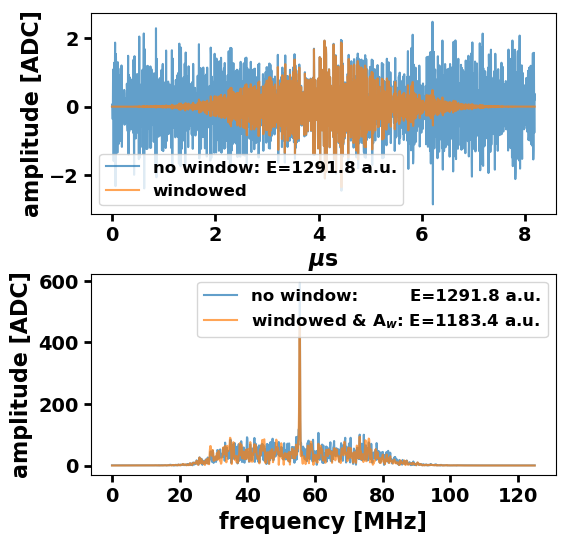 amplitude [ADC]
2
0
−2
no window: E=1291.8 a.u.
windowed
0 2 4 6 8
μs
amplitude [ADC]
600
400
200
0
no window: E=1291.8 a.u.
windowed & A_w: E=1183.4 a.u.
0 20 40 60 80 100 120
frequency [MHz]